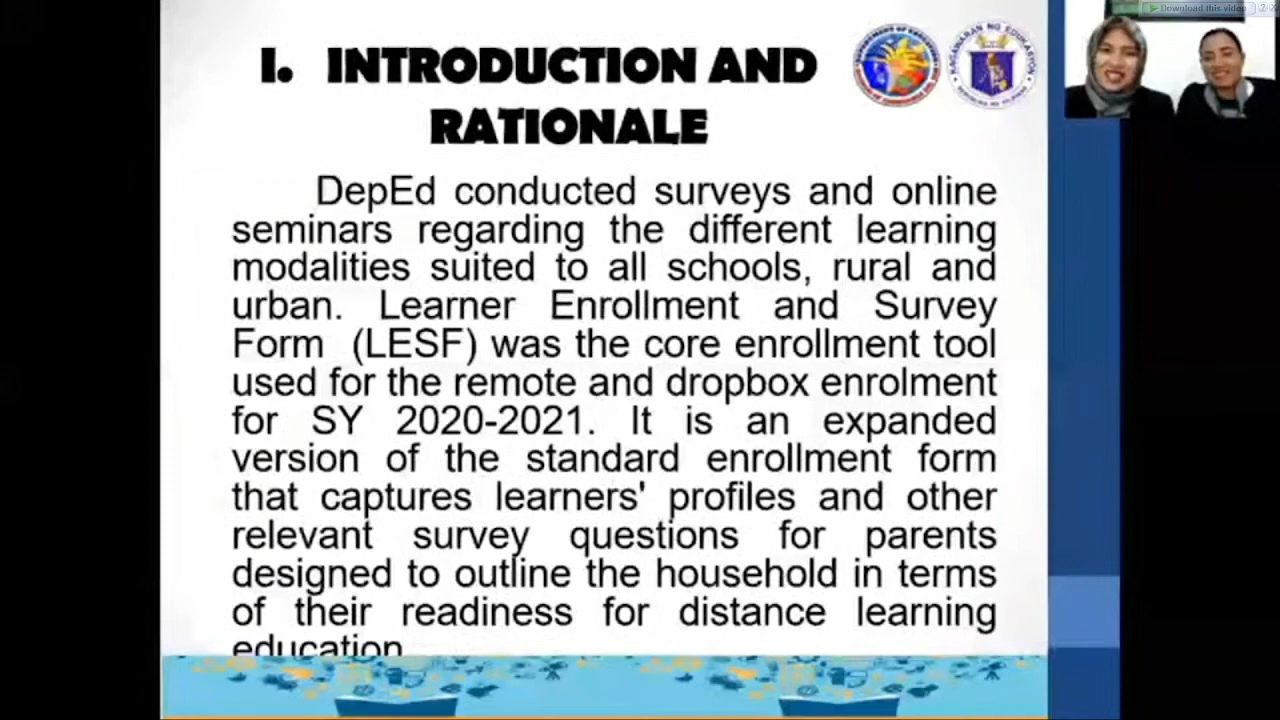 Download this video
I. INTRODUCTION AND
RATIONALE
KAGAWARAN NG EDUKASYON
DepEd conducted surveys and online
seminars regarding the different learning
modalities suited to all schools, rural and
urban. Learner Enrollment and Survey
Form (LESF) was the core enrollment tool
used for the remote and dropbox enrolment
for SY 2020-2021. It is an expanded
version of the standard enrollment form
that captures learners' profiles and other
relevant survey questions for parents
designed to outline the household in terms
of their readiness for distance learning
education